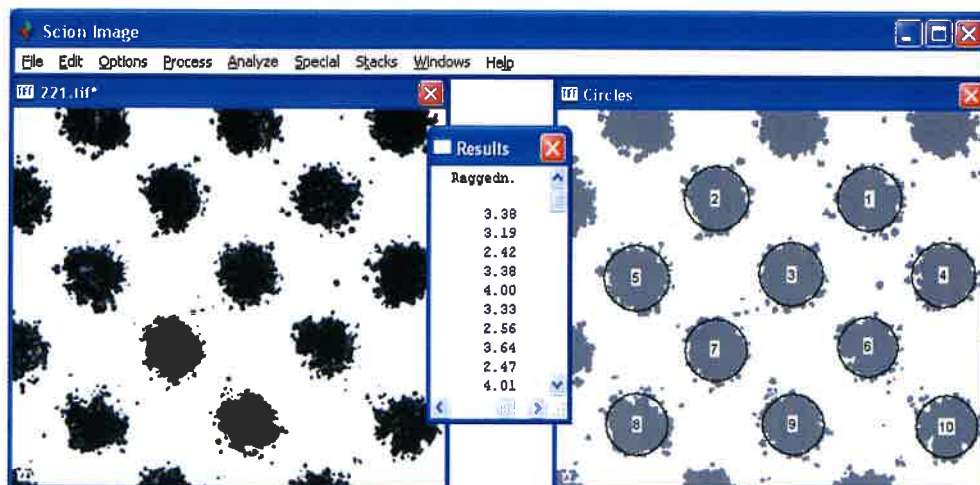 Scion Image
File Edit Options Process Analyze Special Stacks Windows Help
221.tif*
Results
Raggedn.
3.38
3.19
2.42
3.38
4.00
3.33
2.56
3.64
2.47
4.01
Circles
2 1
5 3 4
7 6
8 9 10